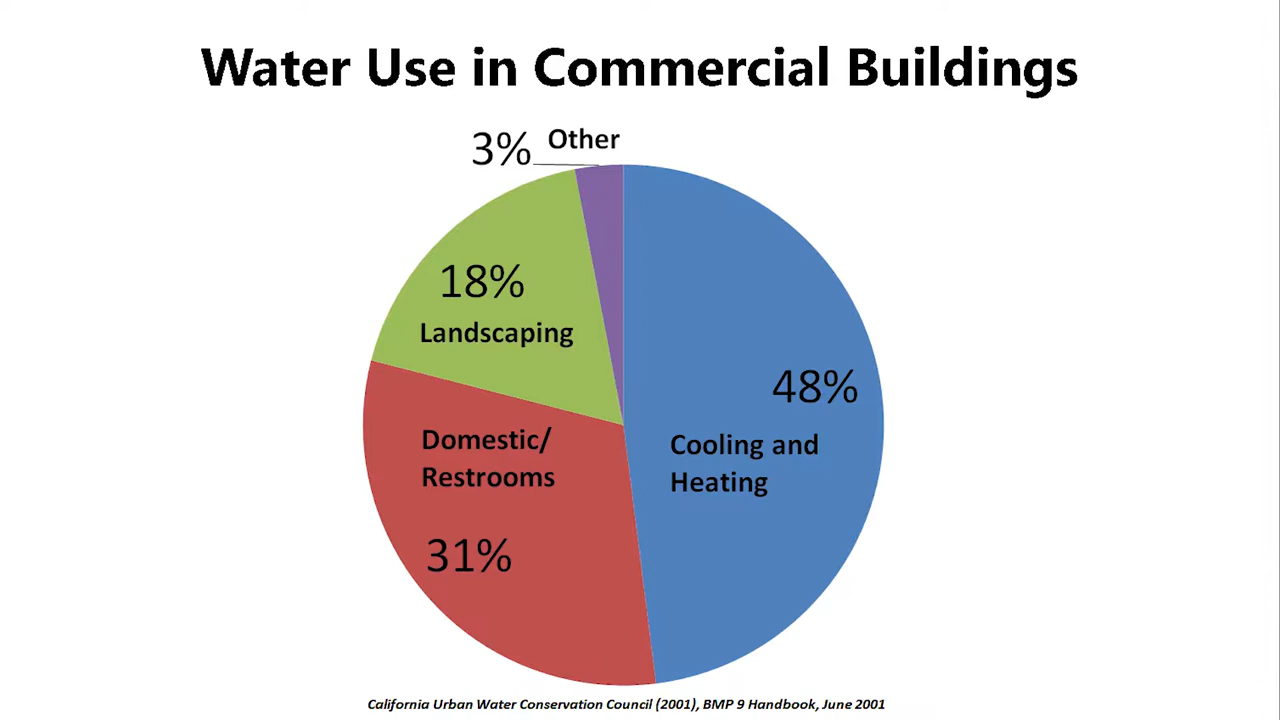 Water Use in Commercial Buildings
3% Other
18%
Landscaping
48%
Cooling and
Heating
Domestic/
Restrooms
31%
California Urban Water Conservation Council (2001), BMP 9 Handbook, June 2001